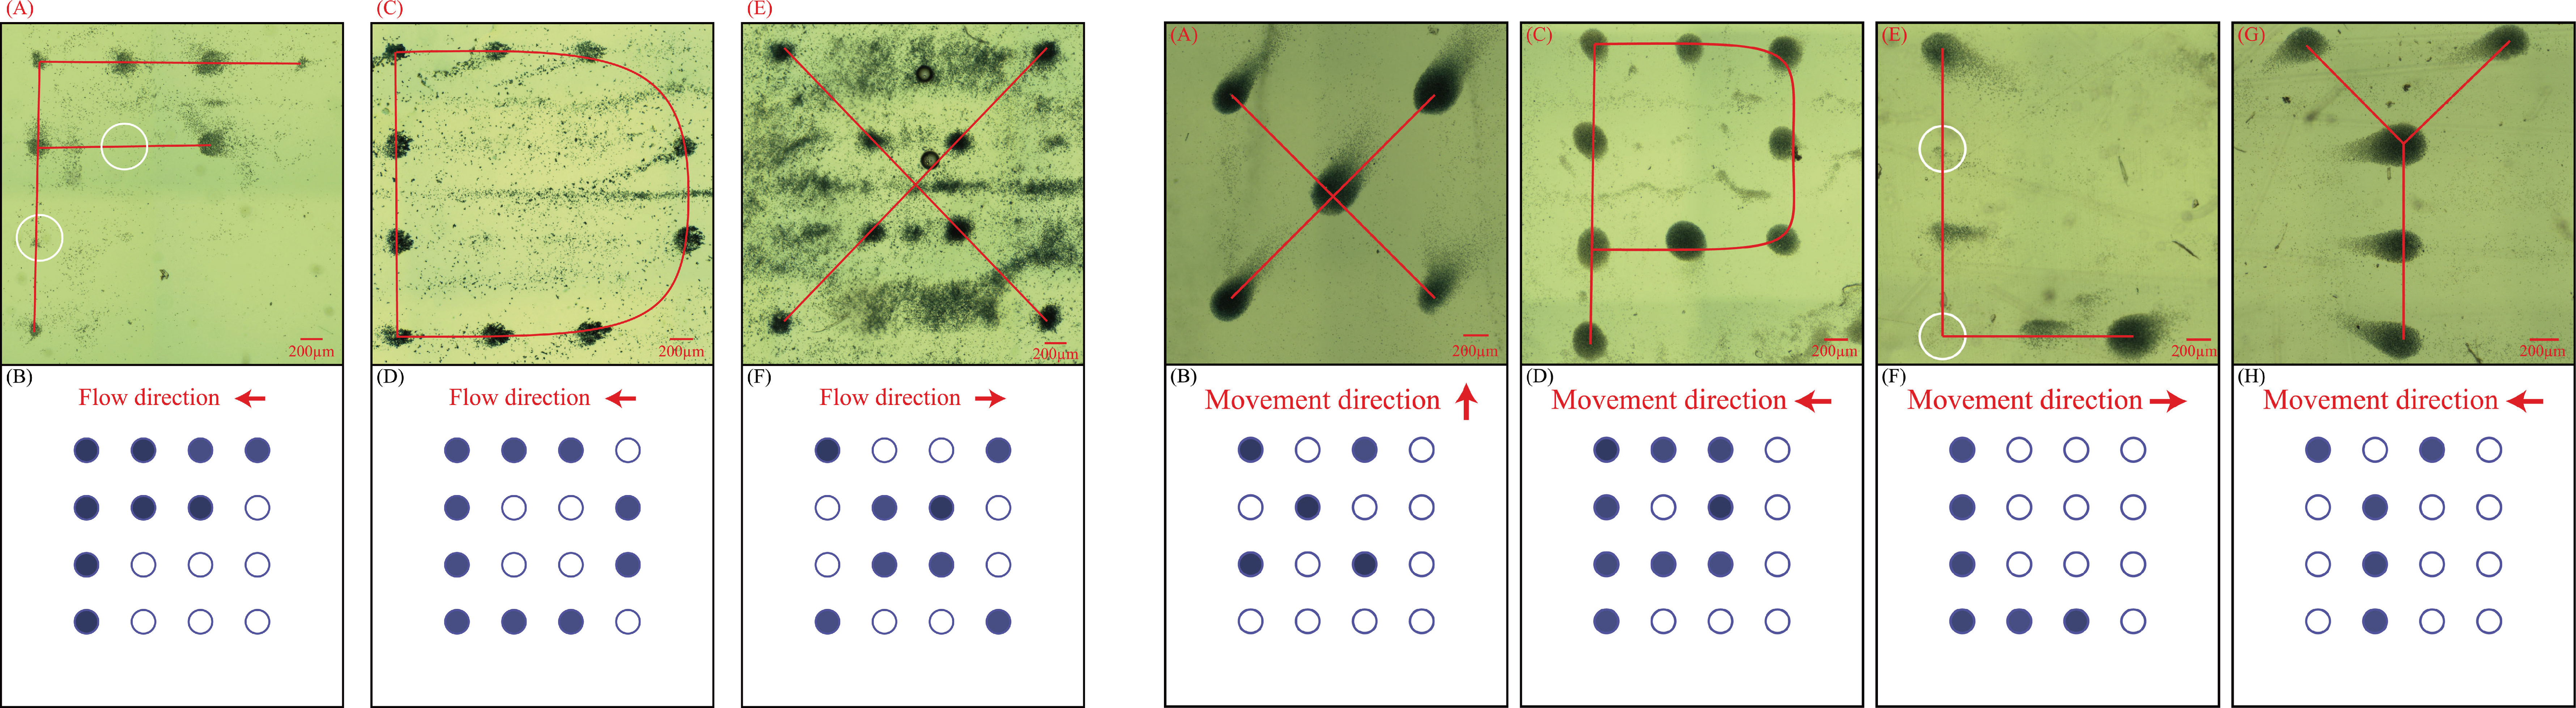 (A)
(C)
(E)
200μm
200μm
200μm
(B)
Flow direction
(D)
Flow direction
(F)
Flow direction
(A)
(C)
(E)
(G)
200μm
200μm
200μm
200μm
(B)
Movement direction
(D)
Movement direction
(F)
Movement direction
(H)
Movement direction